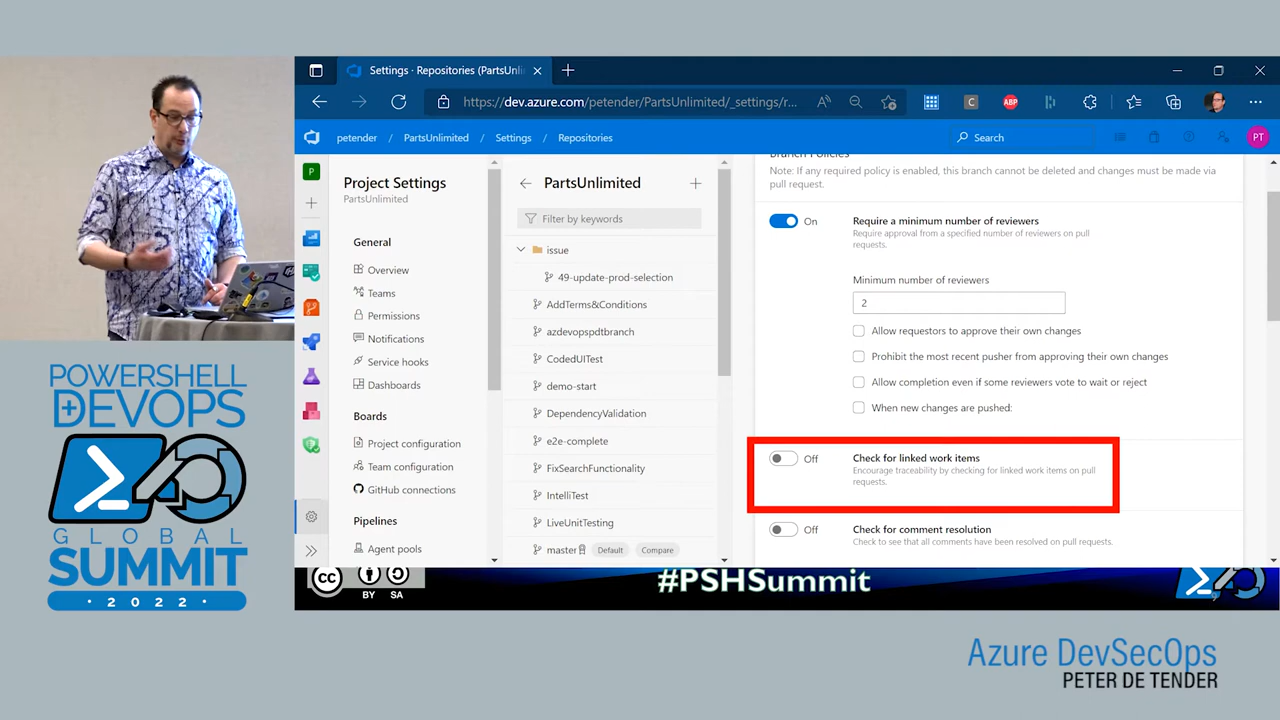 Settings - Repositories (PartsUnli
https://dev.azure.com/petender/PartsUnlimited/_settings/r...
petender / PartsUnlimited / Settings / Repositories
Search
PT
P
Project Settings
PartsUnlimited
General
Overview
Teams
Permissions
Notifications
Service hooks
Dashboards
Boards
Project configuration
Team configuration
GitHub connections
Pipelines
Agent pools
PartsUnlimited
Filter by keywords
issue
49-update-prod-selection
AddTerms&Conditions
azdevopspdtbranch
CodedUITest
demo-start
DependencyValidation
e2e-complete
FixSearchFunctionality
IntelliTest
LiveUnitTesting
master Default Compare
Branch Policies
Note: If any required policy is enabled, this branch cannot be deleted and changes must be made via
pull request.
On
Require a minimum number of reviewers
Require approval from a specified number of reviewers on pull
requests.
Minimum number of reviewers
2
Allow requestors to approve their own changes
Prohibit the most recent pusher from approving their own changes
Allow completion even if some reviewers vote to wait or reject
When new changes are pushed:
Off
Check for linked work items
Encourage traceability by checking for linked work items on pull
requests.
Off
Check for comment resolution
Check to see that all comments have been resolved on pull requests.
ABP
C
cc
BY SA
#PSHSummit
POWERSHELL
+DEVOPS
GLOBAL
SUMMIT
· 2022 ·
Azure DevSecOps
PETER DE TENDER